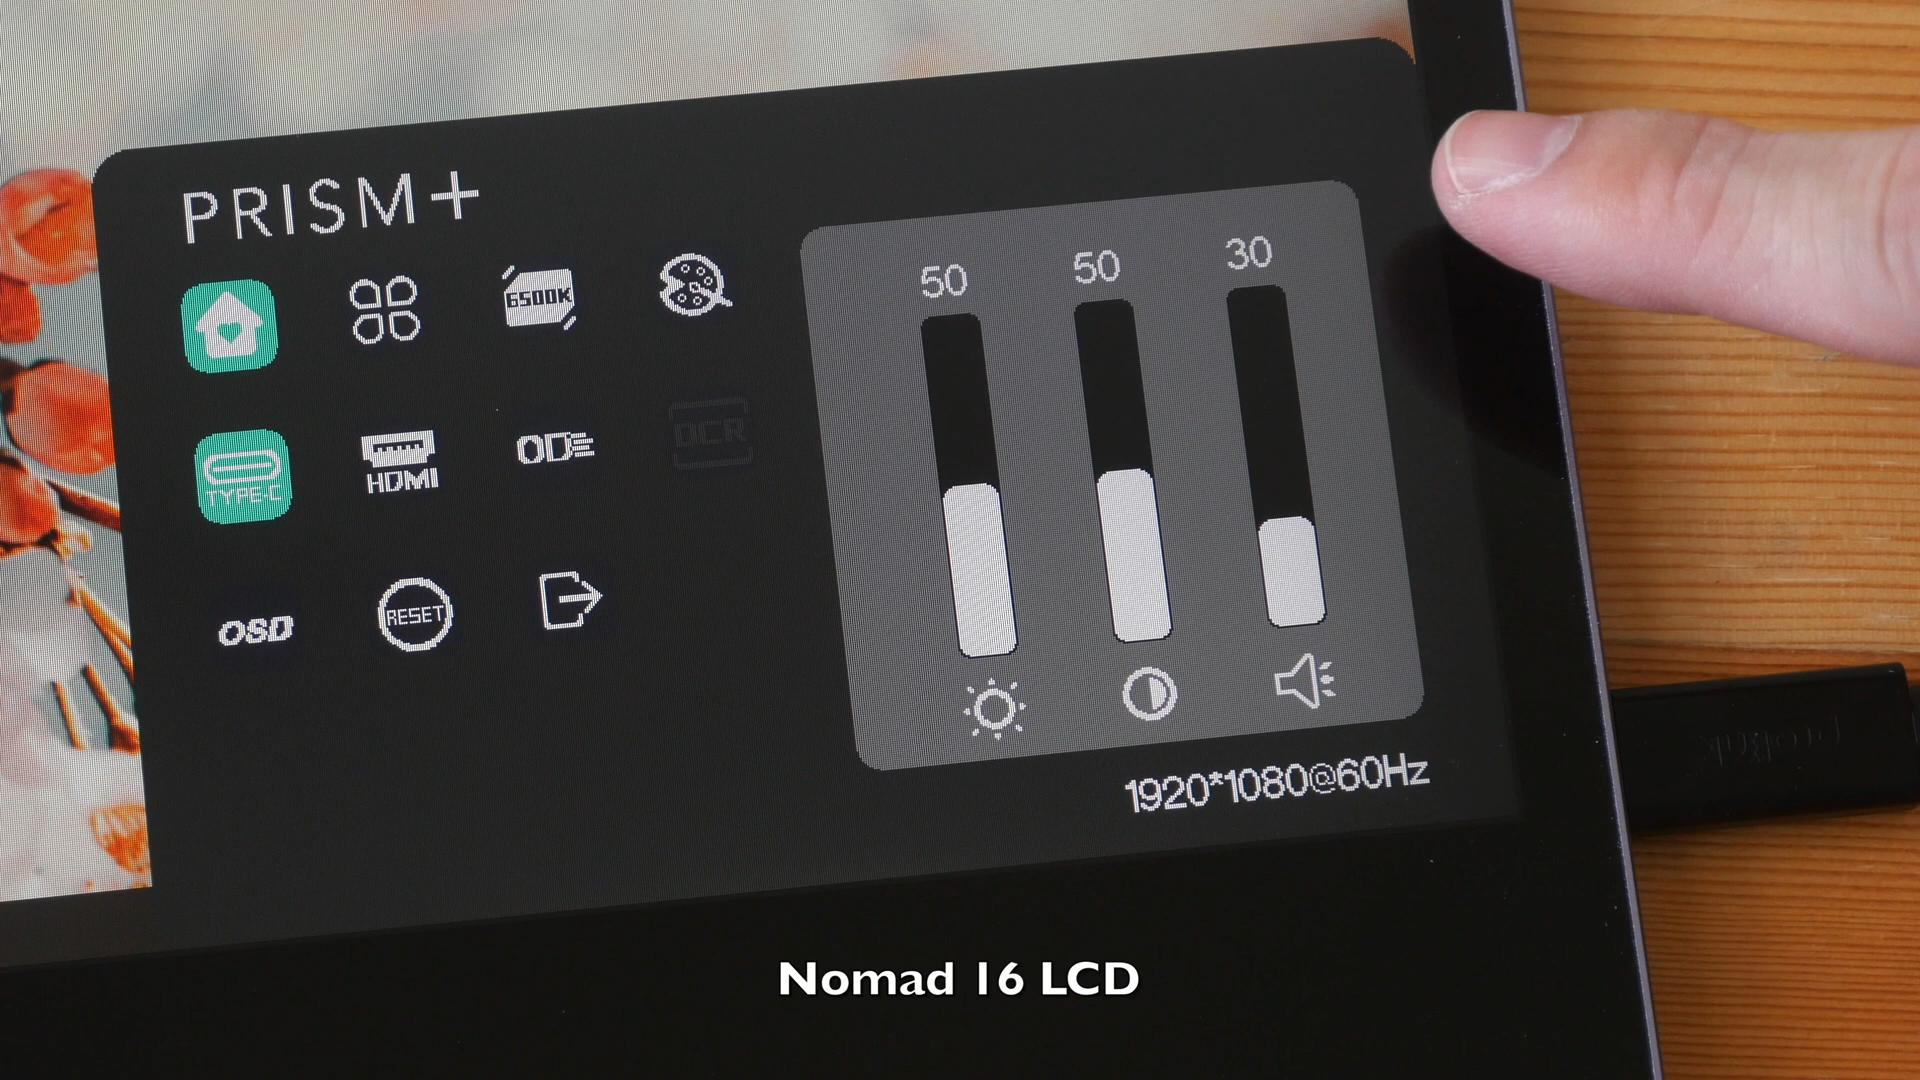 PRISM+
6500K
TYPE-C
HDMI
OD
DCR
OSD
RESET
50
50
30
1920*1080@60Hz
Nomad 16 LCD